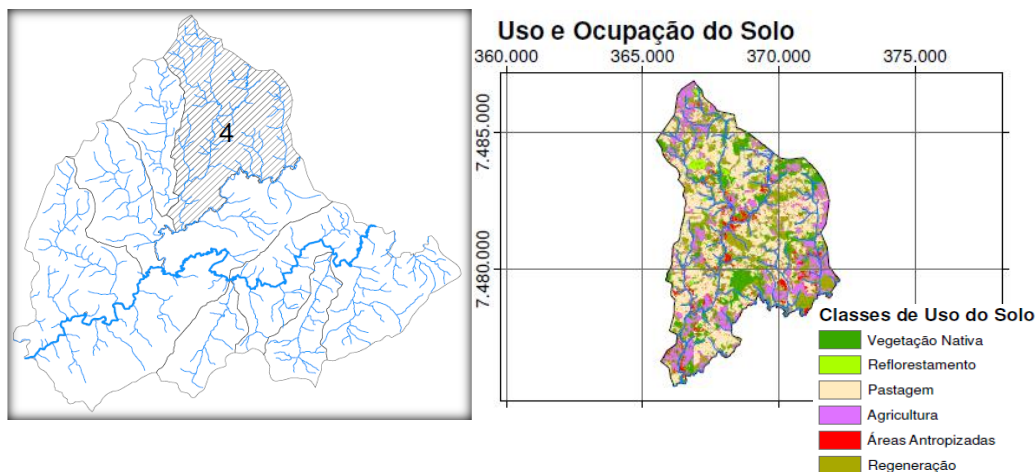 4
Uso e Ocupação do Solo
360.000
365.000
370.000
375.000
7.485.000
7.480.000
Classes de Uso do Solo
Vegetação Nativa
Reflorestamento
Pastagem
Agricultura
Áreas Antropizadas
Regeneração